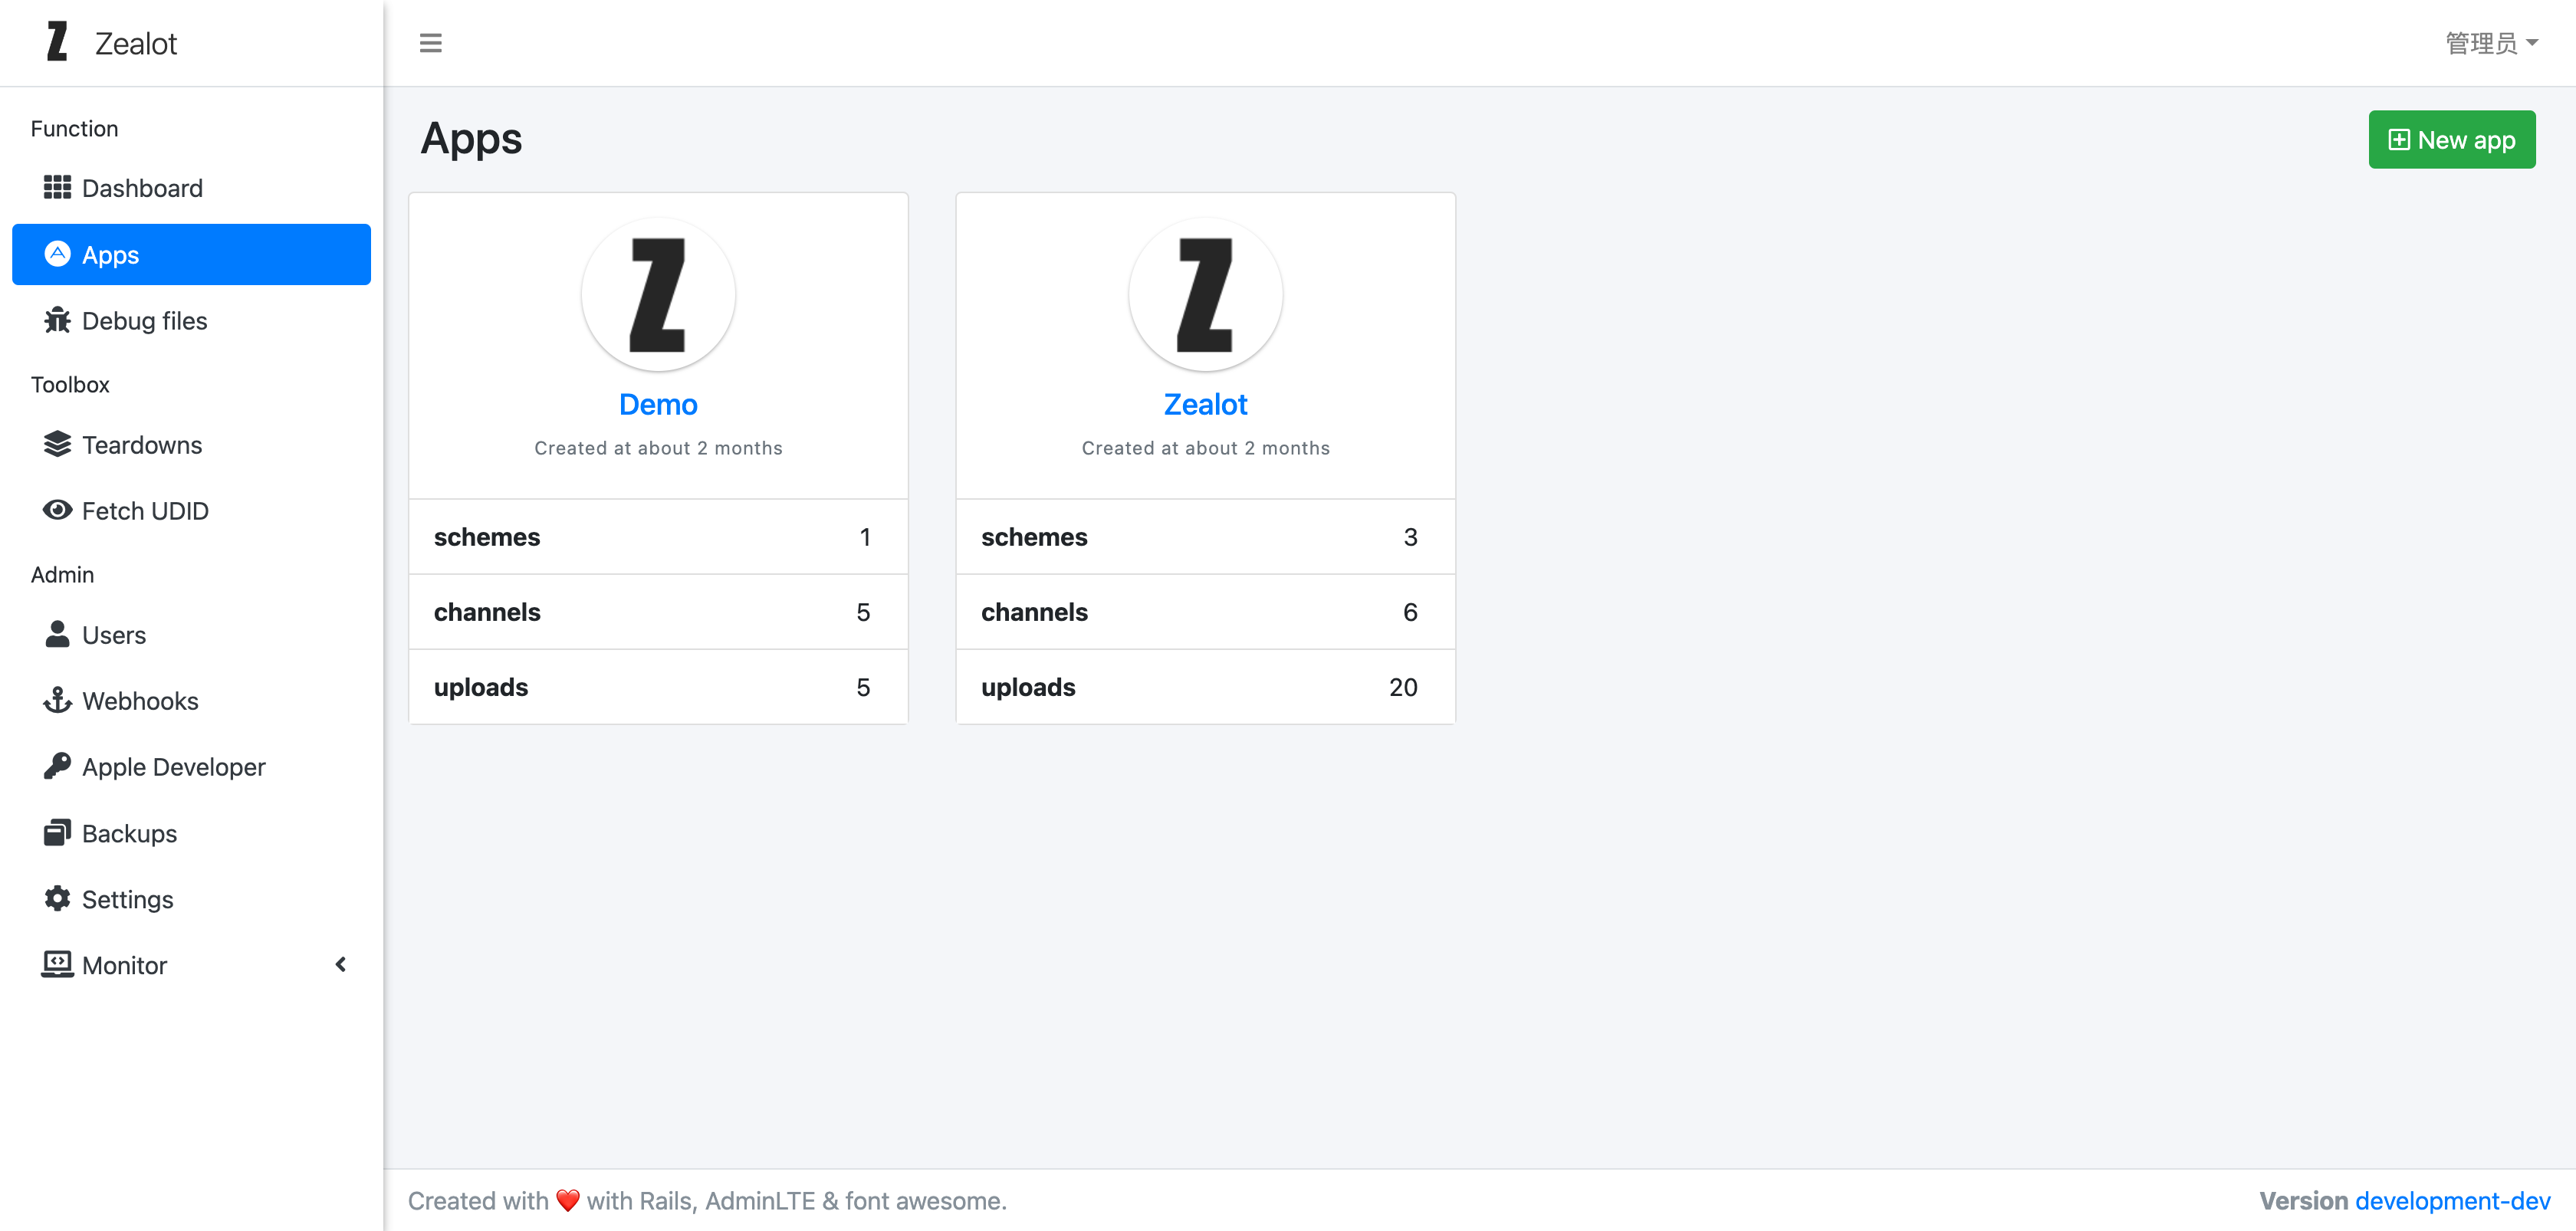 Z Zealot
管理员
Function
Dashboard
Apps
Debug files
Toolbox
Teardowns
Fetch UDID
Admin
Users
Webhooks
Apple Developer
Backups
Settings
Monitor
Apps
New app
Z
Demo
Created at about 2 months
schemes 1
channels 5
uploads 5
Z
Zealot
Created at about 2 months
schemes 3
channels 6
uploads 20
Created with ❤️ with Rails, AdminLTE & font awesome.
Version development-dev